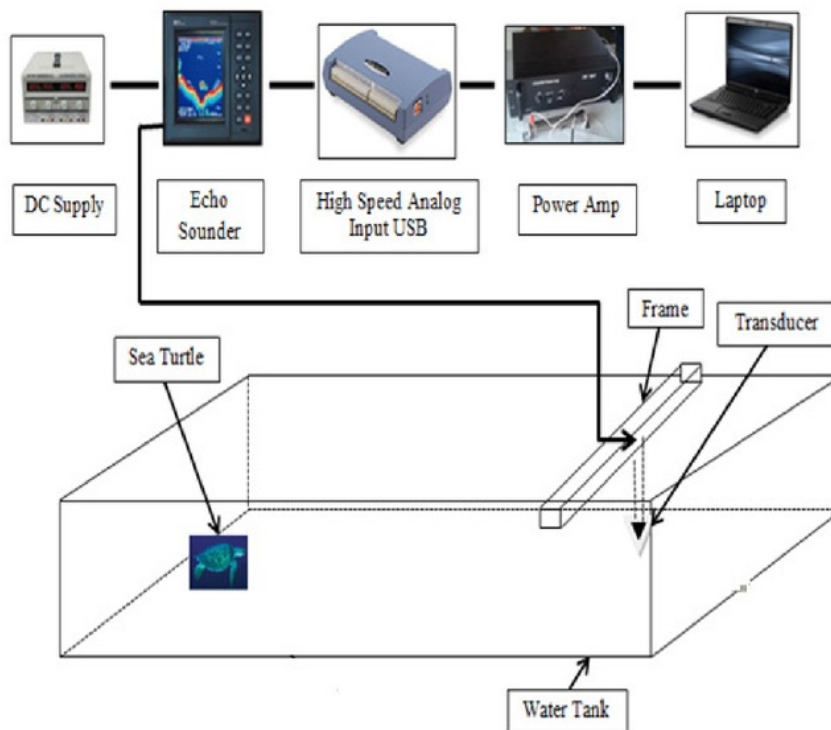 DC Supply
Echo
Sounder
High Speed Analog
Input USB
Power Amp
Laptop
Frame
Transducer
Sea Turtle
Water Tank